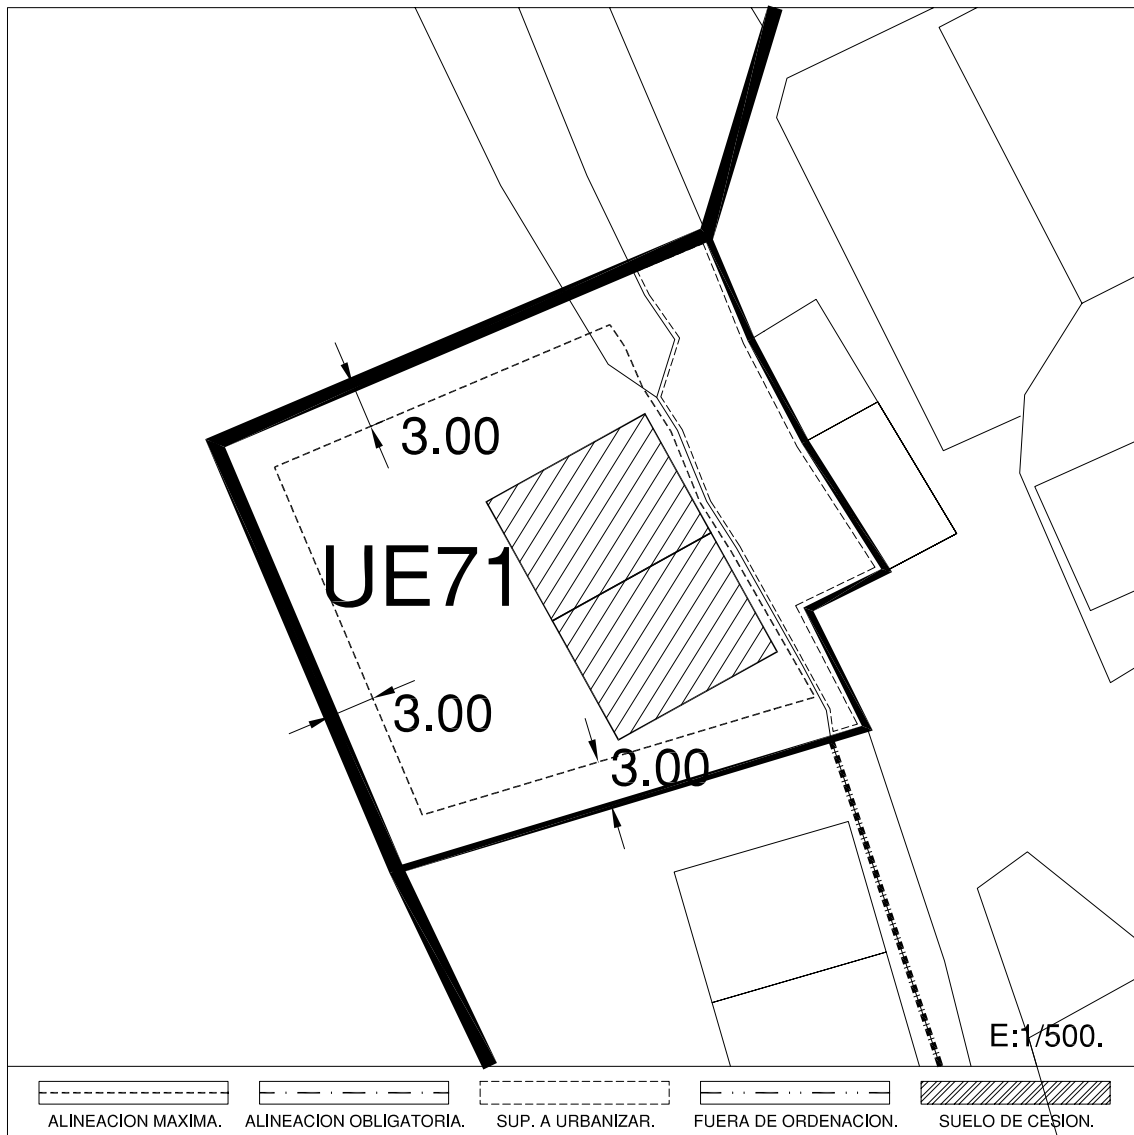 3.00
UE71
3.00
3.00
E:1/500.
ALINEACION MAXIMA.
ALINEACION OBLIGATORIA.
SUP. A URBANIZAR.
FUERA DE ORDENACION.
SUELO DE CESION.